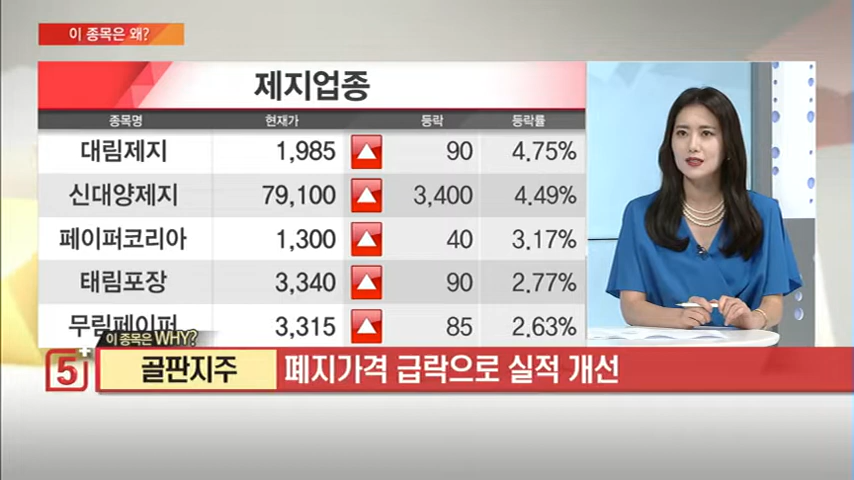 이 종목은 왜?
제지업종
종목명 현재가 등락 등락률
대림제지 1,985 90 4.75%
신대양제지 79,100 3,400 4.49%
페이퍼코리아 1,300 40 3.17%
태림포장 3,340 90 2.77%
무림페이퍼 3,315 85 2.63%
이 종목은 WHY?
5+ 골판지주 폐지가격 급락으로 실적 개선